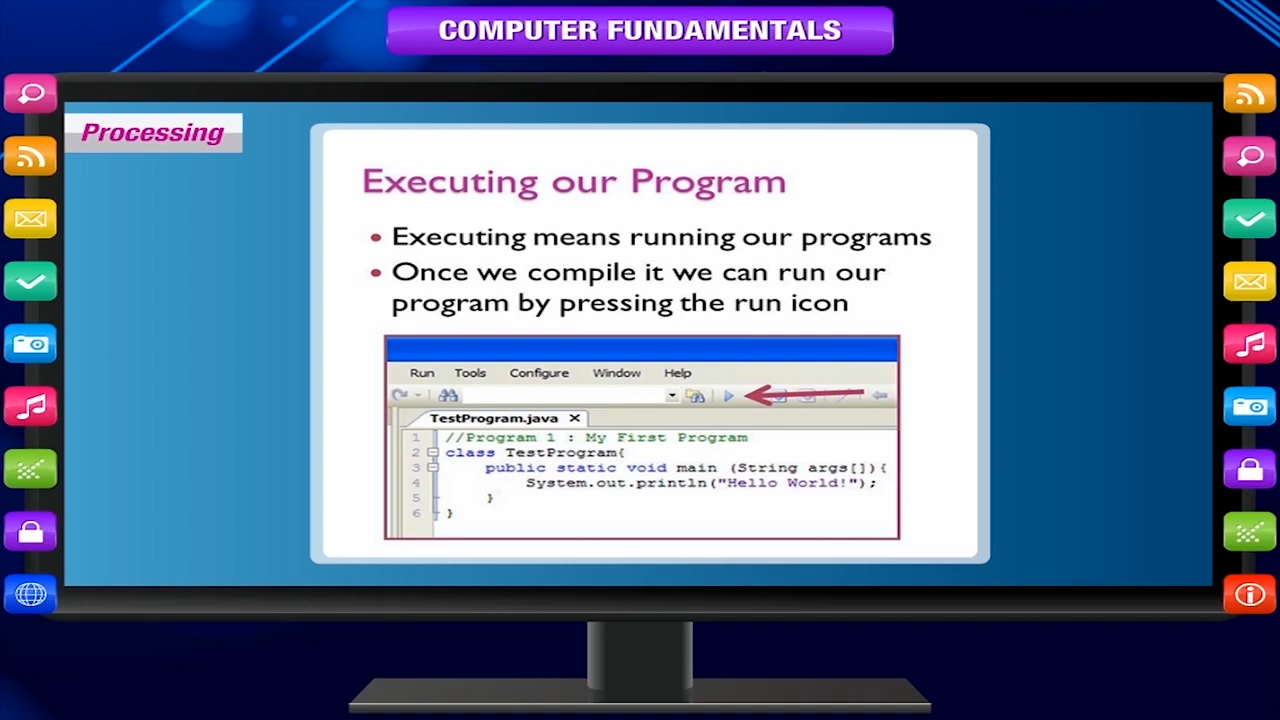 COMPUTER FUNDAMENTALS
Processing
Executing our Program
• Executing means running our programs
• Once we compile it we can run our
program by pressing the run icon
Run Tools Configure Window Help
TestProgram.java X
1 //Program 1 : My First Program
2 class TestProgram{
3 public static void main (String args[]){
4 System.out.println("Hello World!");
5 }
6 }